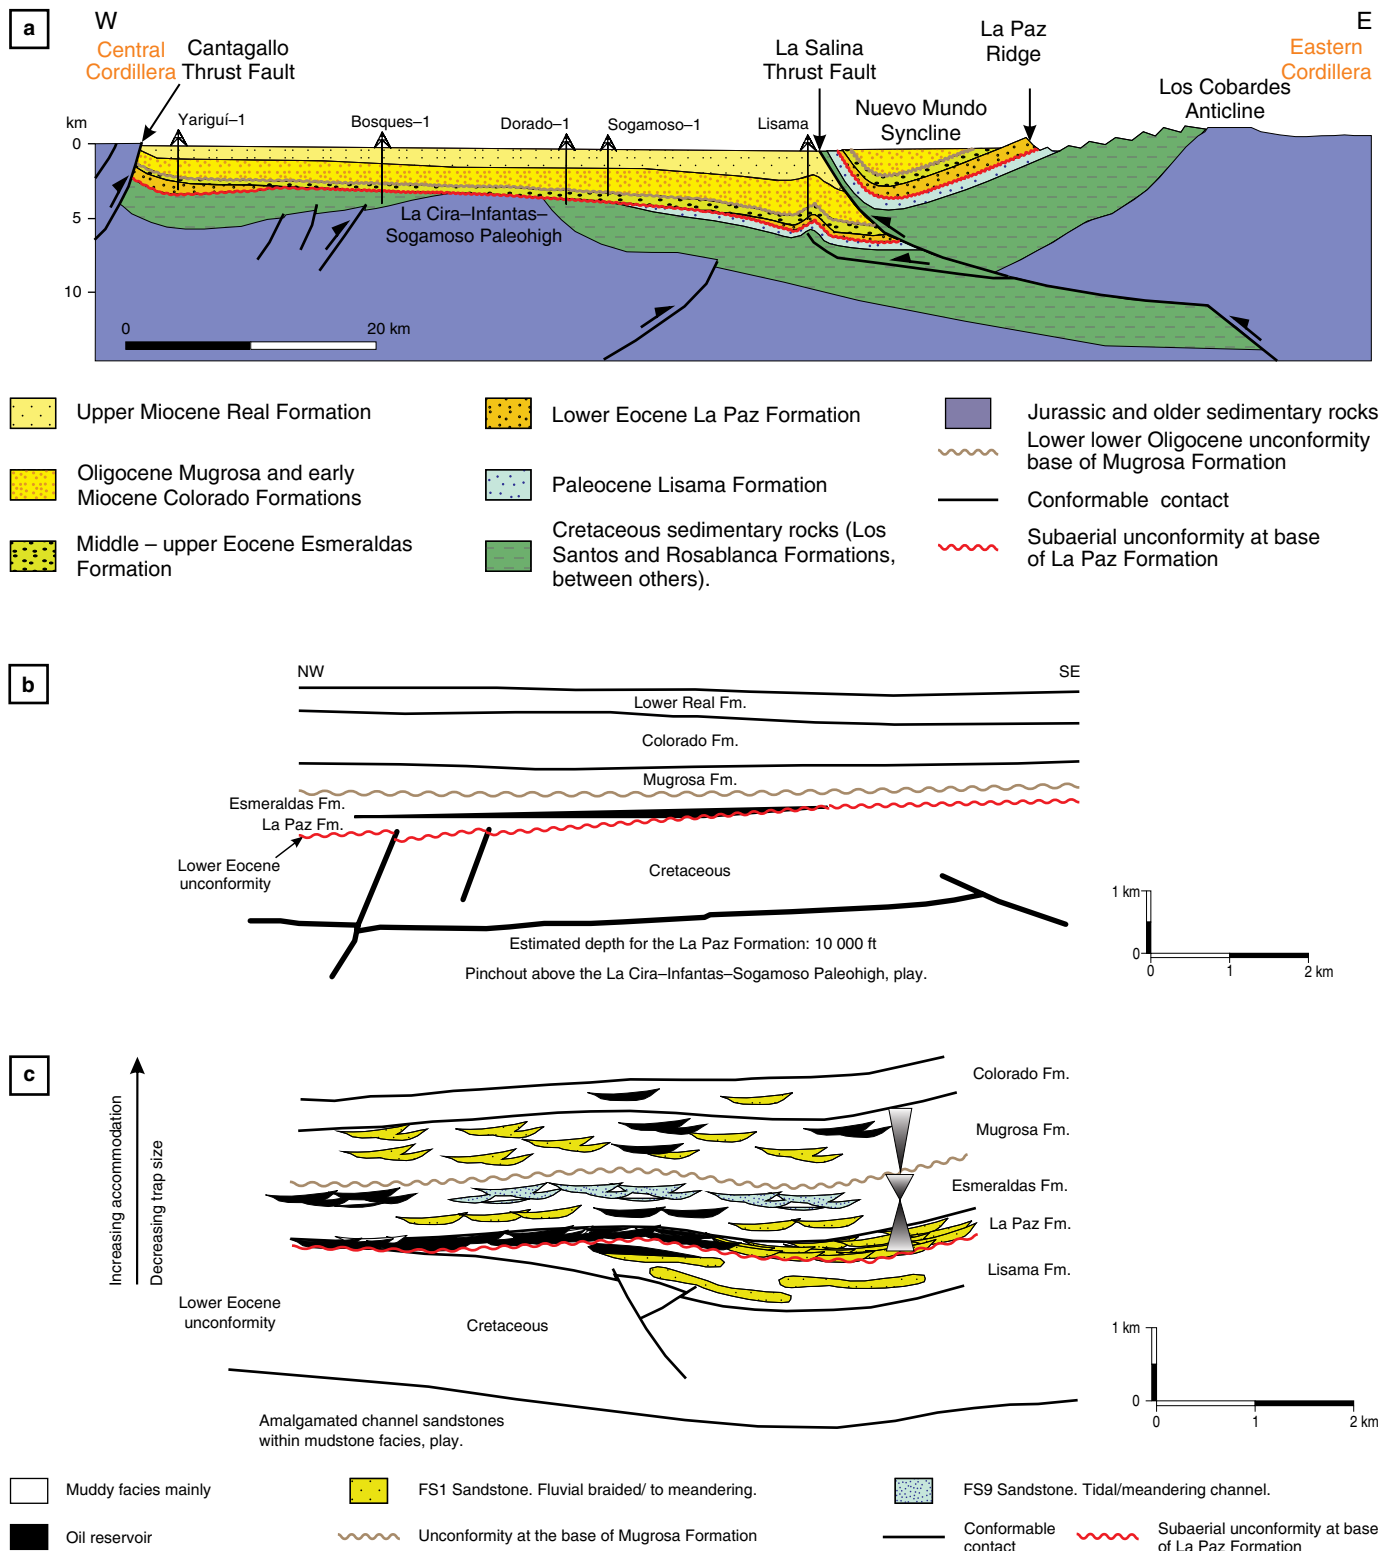 a
W
E
Central
Cordillera
Cantagallo
Thrust Fault
La Salina
Thrust Fault
La Paz
Ridge
Eastern
Cordillera
Los Cobardes
Anticline
Nuevo Mundo
Syncline
km
Yariguí–1
Bosques–1
Dorado–1
Sogamoso–1
Lisama
0
5
10
La Cira–Infantas–
Sogamoso Paleohigh
0
20 km
Upper Miocene Real Formation
Oligocene Mugrosa and early
Miocene Colorado Formations
Middle – upper Eocene Esmeraldas
Formation
Lower Eocene La Paz Formation
Paleocene Lisama Formation
Cretaceous sedimentary rocks (Los
Santos and Rosablanca Formations,
between others).
Jurassic and older sedimentary rocks
Lower lower Oligocene unconformity
base of Mugrosa Formation
Conformable contact
Subaerial unconformity at base
of La Paz Formation
b
NW
SE
Lower Real Fm.
Colorado Fm.
Mugrosa Fm.
Esmeraldas Fm.
La Paz Fm.
Lower Eocene
unconformity
Cretaceous
Estimated depth for the La Paz Formation: 10 000 ft
Pinchout above the La Cira–Infantas–Sogamoso Paleohigh, play.
1 km
0
0
1
2 km
c
Increasing accommodation
Decreasing trap size
Colorado Fm.
Mugrosa Fm.
Esmeraldas Fm.
La Paz Fm.
Lisama Fm.
Lower Eocene
unconformity
Cretaceous
Amalgamated channel sandstones
within mudstone facies, play.
1 km
0
0
1
2 km
Muddy facies mainly
FS1 Sandstone. Fluvial braided/ to meandering.
FS9 Sandstone. Tidal/meandering channel.
Oil reservoir
Unconformity at the base of Mugrosa Formation
Conformable
contact
Subaerial unconformity at base
of La Paz Formation